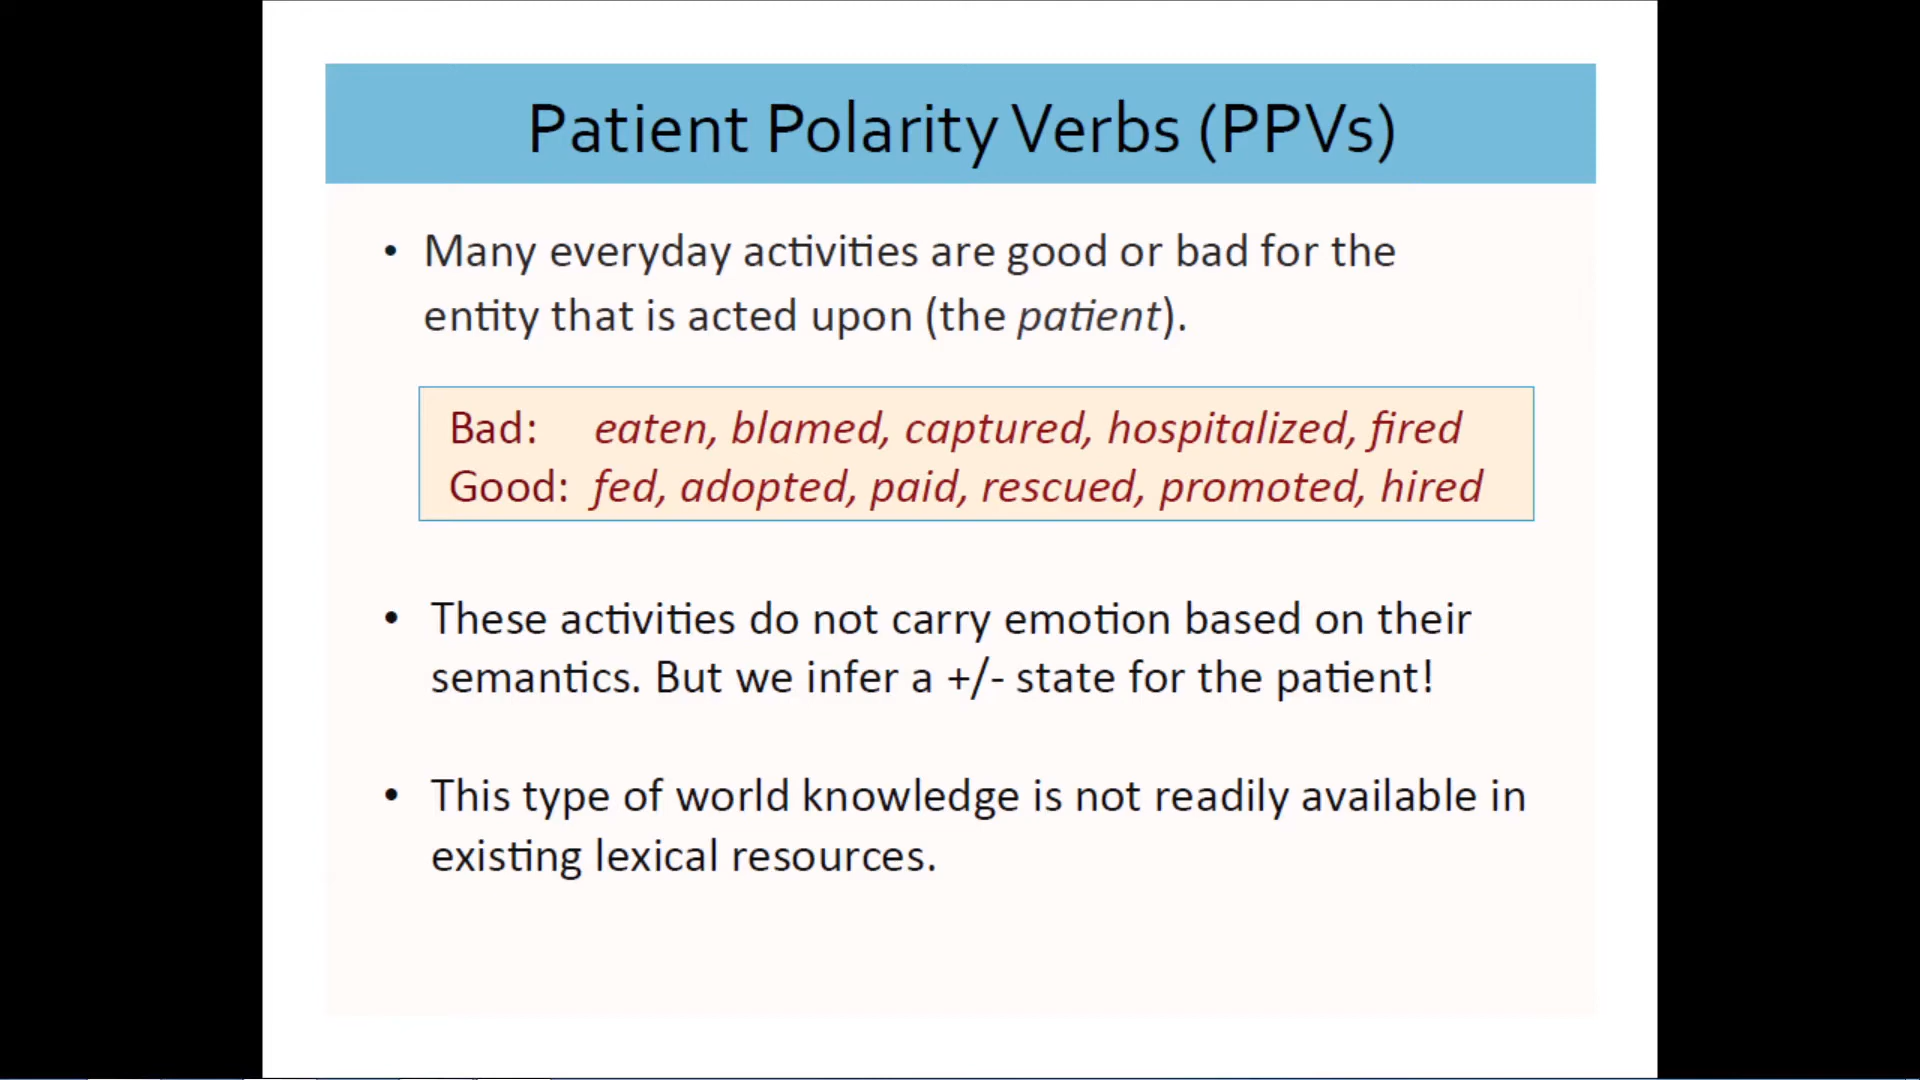 Patient Polarity Verbs (PPVs)
• Many everyday activities are good or bad for the
entity that is acted upon (the patient).
Bad: eaten, blamed, captured, hospitalized, fired
Good: fed, adopted, paid, rescued, promoted, hired
• These activities do not carry emotion based on their
semantics. But we infer a +/- state for the patient!
• This type of world knowledge is not readily available in
existing lexical resources.